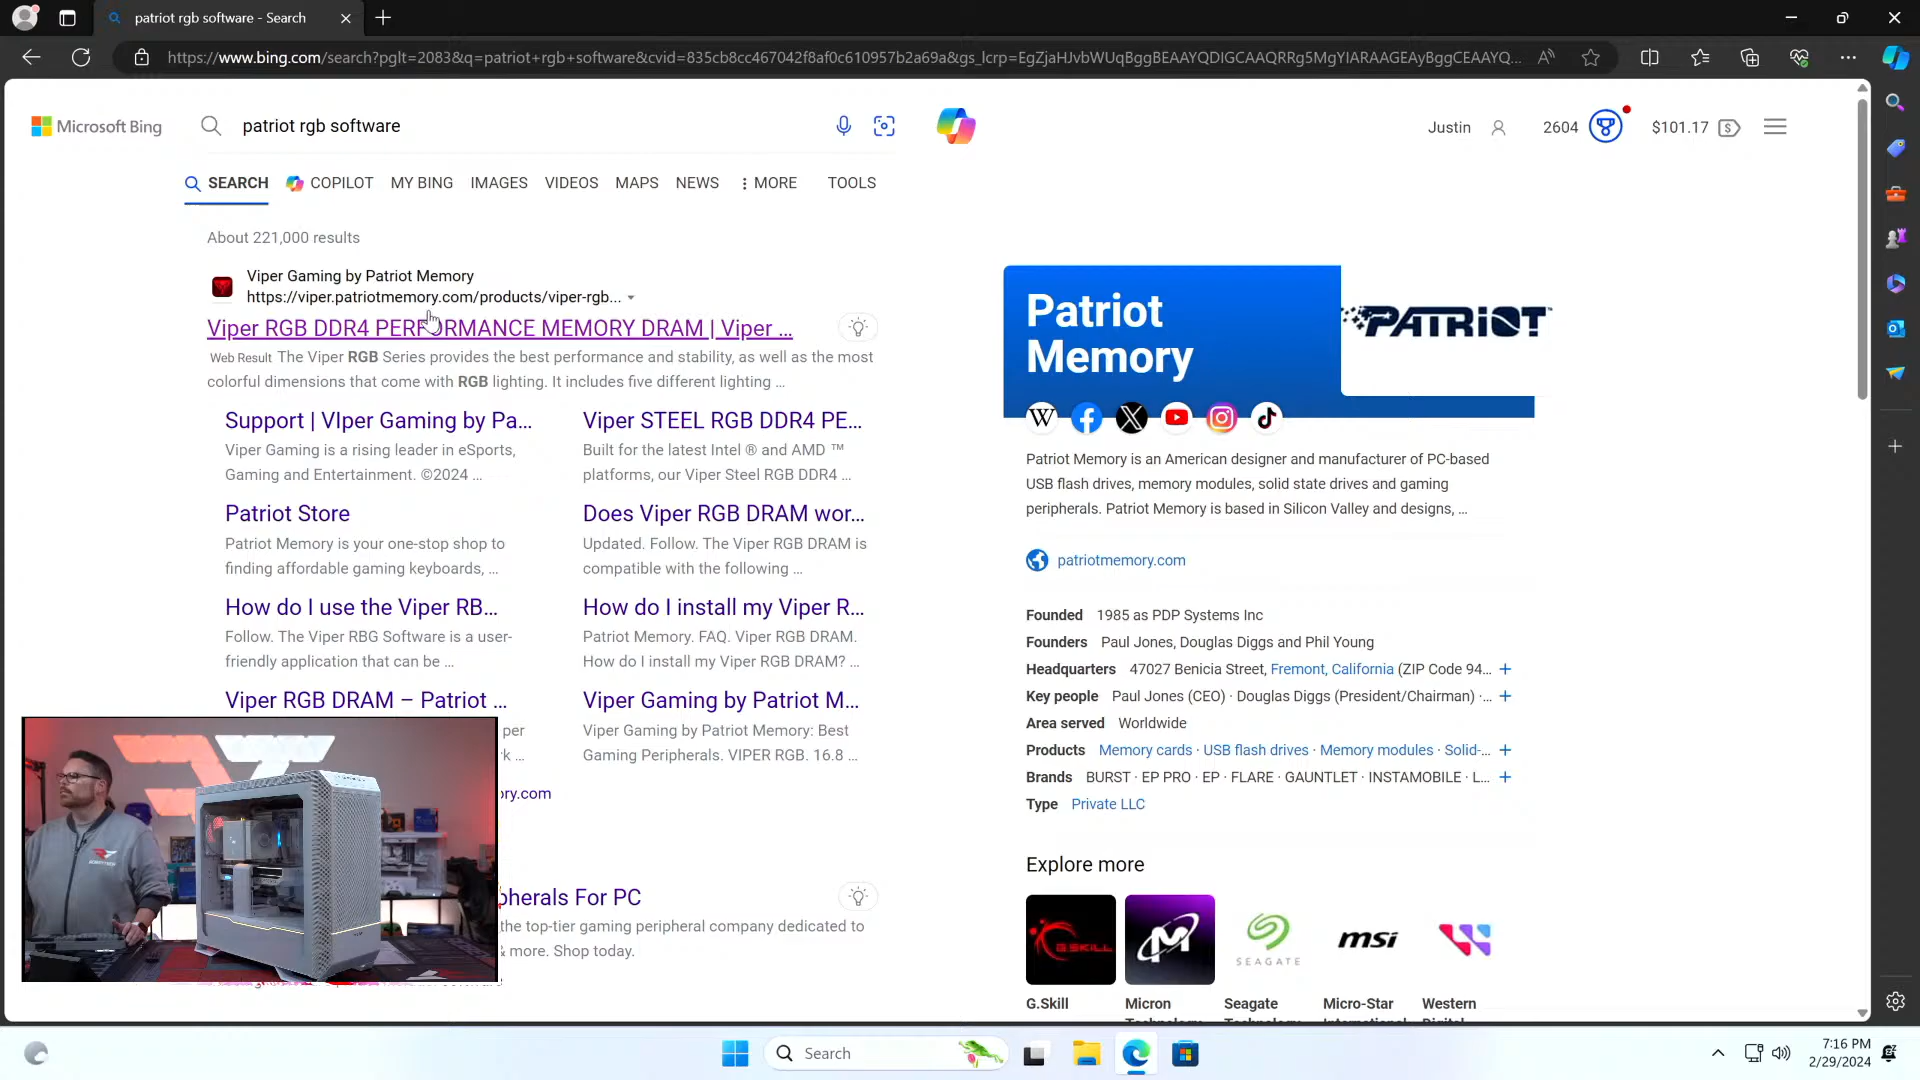 patriot rgb software - Search
https://www.bing.com/search?pglt=2083&q=patriot+rgb+software&cvid=835cb8cc467042f8af0c610957b2a69a&gs_lcrp=EgZjaHJvbWUqBggBEAAYQDIGCAAQRRg5MgYIARAAGEAyBggCEAAYQ...
Microsoft Bing
patriot rgb software
Justin
2604
$101.17
SEARCH
COPILOT
MY BING
IMAGES
VIDEOS
MAPS
NEWS
MORE
TOOLS
About 221,000 results
Viper Gaming by Patriot Memory
https://viper.patriotmemory.com/products/viper-rgb...
Viper RGB DDR4 PERFORMANCE MEMORY DRAM | Viper ...
Web Result The Viper RGB Series provides the best performance and stability, as well as the most
colorful dimensions that come with RGB lighting. It includes five different lighting ...
Support | VIper Gaming by Pa...
Viper Gaming is a rising leader in eSports,
Gaming and Entertainment. ©2024 ...
Viper STEEL RGB DDR4 PE...
Built for the latest Intel ® and AMD ™
platforms, our Viper Steel RGB DDR4 ...
Patriot Store
Patriot Memory is your one-stop shop to
finding affordable gaming keyboards, ...
Does Viper RGB DRAM wor...
Updated. Follow. The Viper RGB DRAM is
compatible with the following ...
How do I use the Viper RB...
Follow. The Viper RBG Software is a user-
friendly application that can be ...
How do I install my Viper R...
Patriot Memory. FAQ. Viper RGB DRAM.
How do I install my Viper RGB DRAM? ...
Viper RGB DRAM – Patriot ...
per
k ...
Viper Gaming by Patriot M...
Viper Gaming by Patriot Memory: Best
Gaming Peripherals. VIPER RGB. 16.8 ...
ory.com
pherals For PC
the top-tier gaming peripheral company dedicated to
& more. Shop today.
Patriot
Memory
PATRIOT
W
Patriot Memory is an American designer and manufacturer of PC-based
USB flash drives, memory modules, solid state drives and gaming
peripherals. Patriot Memory is based in Silicon Valley and designs, ...
patriotmemory.com
Founded 1985 as PDP Systems Inc
Founders Paul Jones, Douglas Diggs and Phil Young
Headquarters 47027 Benicia Street, Fremont, California (ZIP Code 94...
Key people Paul Jones (CEO) · Douglas Diggs (President/Chairman) ·...
Area served Worldwide
Products Memory cards · USB flash drives · Memory modules · Solid-...
Brands BURST · EP PRO · EP · FLARE · GAUNTLET · INSTAMOBILE · L...
Type Private LLC
Explore more
G.SKILL
SEAGATE
msi
G.Skill
Micron
Technology
Seagate
Technology
Micro-Star
International
Western
Digital
Search
7:16 PM
2/29/2024